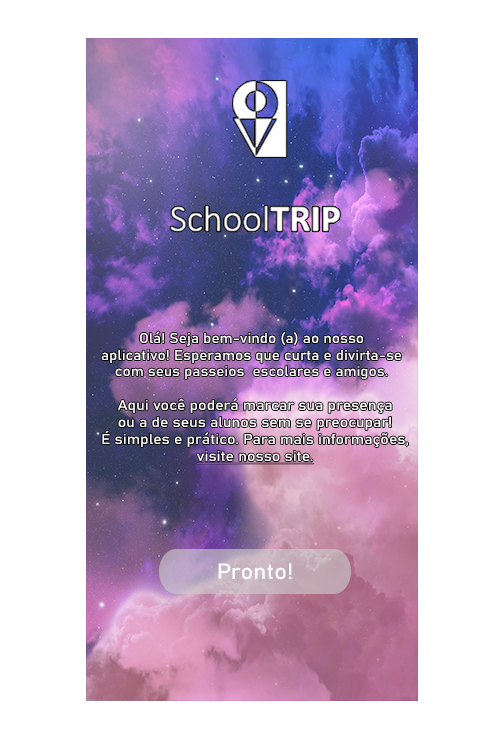 SchoolTRIP
Olá! Seja bem-vindo (a) ao nosso
aplicativo! Esperamos que curta e divirta-se
com seus passeios  escolares e amigos.
Aqui você poderá marcar sua presença
ou a de seus alunos sem se preocupar!
É simples e prático. Para mais informações,
visite nosso site.
Pronto!